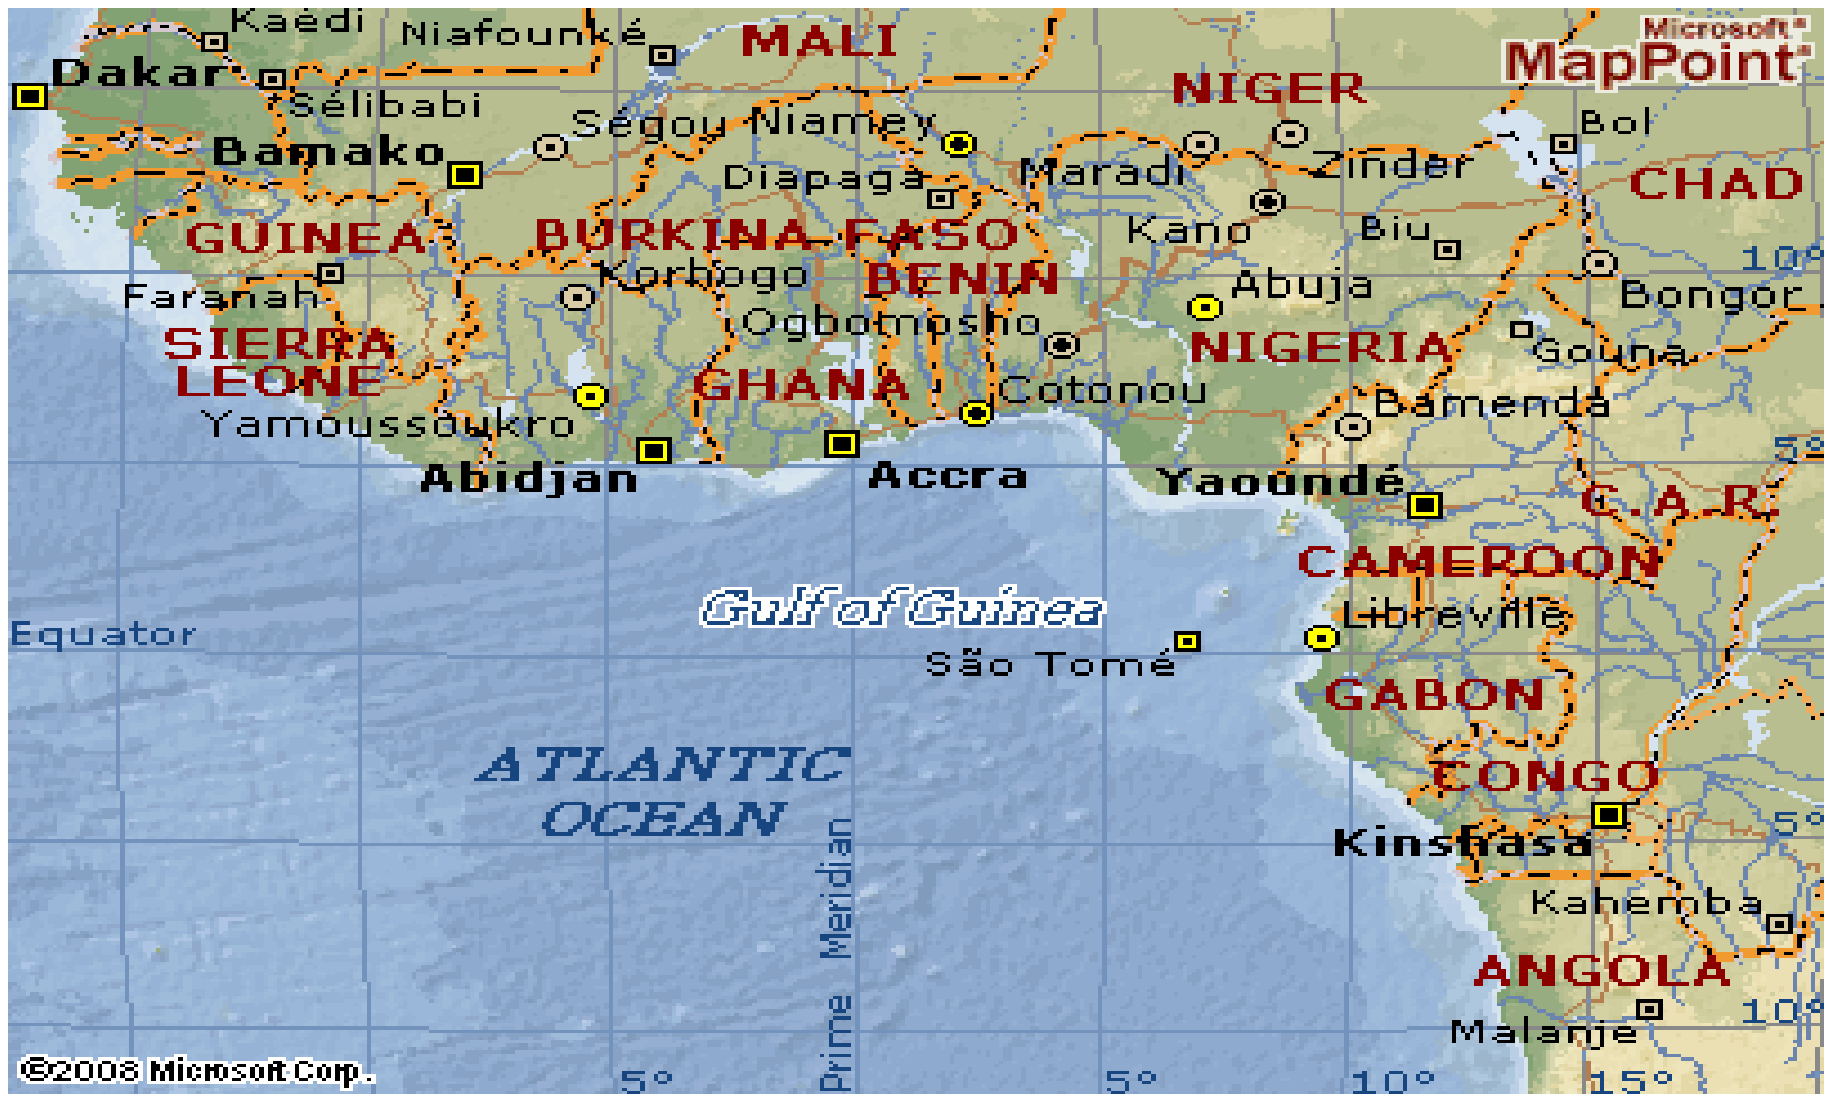 Kaédi
Niafounké
MALI
Microsoft®
MapPoint®
Dakar
NIGER
Sélibabi
Ségou
Niamey
Bol
Bamako
Diapaga
Maradi
Zinder
CHAD
GUINEA
BURKINA FASO
Kano
Biu
10°
Faranah
Korhogo
BENIN
Abuja
Bongor
Ogbomosho
SIERRA
LEONE
NIGERIA
Gouna
GHANA
Cotonou
Bamenda
Yamoussoukro
5°
Abidjan
Accra
Yaoundé
C.A.R.
CAMEROON
Gulf of Guinea
Libreville
Equator
São Tomé
GABON
ATLANTIC
OCEAN
CONGO
5°
Kinshasa
Prime Meridian
Kahemba
ANGOLA
10°
Malanje
©2008 Microsoft Corp.
5°
5°
10°
15°